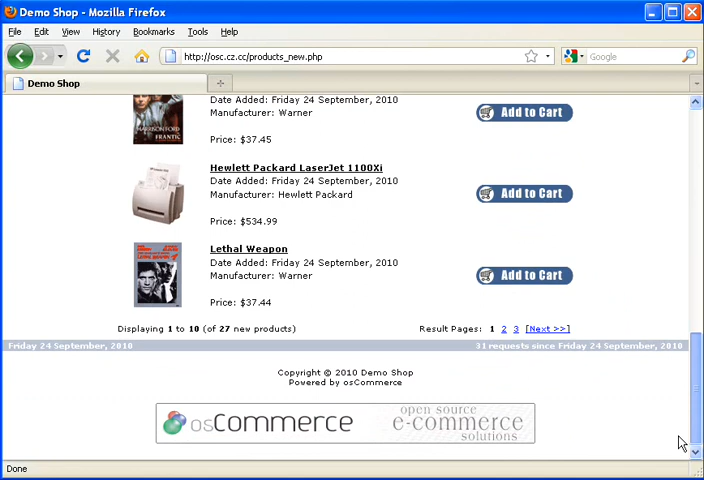 Demo Shop - Mozilla Firefox
File Edit View History Bookmarks Tools Help
http://osc.cz.cc/products_new.php
Google
Demo Shop
Date Added: Friday 24 September, 2010
Manufacturer: Warner
Add to Cart
HARRISON FORD
FRANTIC
Price: $37.45
Hewlett Packard LaserJet 1100Xi
Date Added: Friday 24 September, 2010
Manufacturer: Hewlett Packard
Add to Cart
Price: $534.99
Lethal Weapon
Date Added: Friday 24 September, 2010
Manufacturer: Warner
Add to Cart
Price: $37.44
Displaying 1 to 10 (of 27 new products) Result Pages: 1 2 3 [Next >>]
Friday 24 September, 2010 31 requests since Friday 24 September, 2010
Copyright © 2010 Demo Shop
Powered by osCommerce
osCommerce
open source
e-commerce
solutions
Done